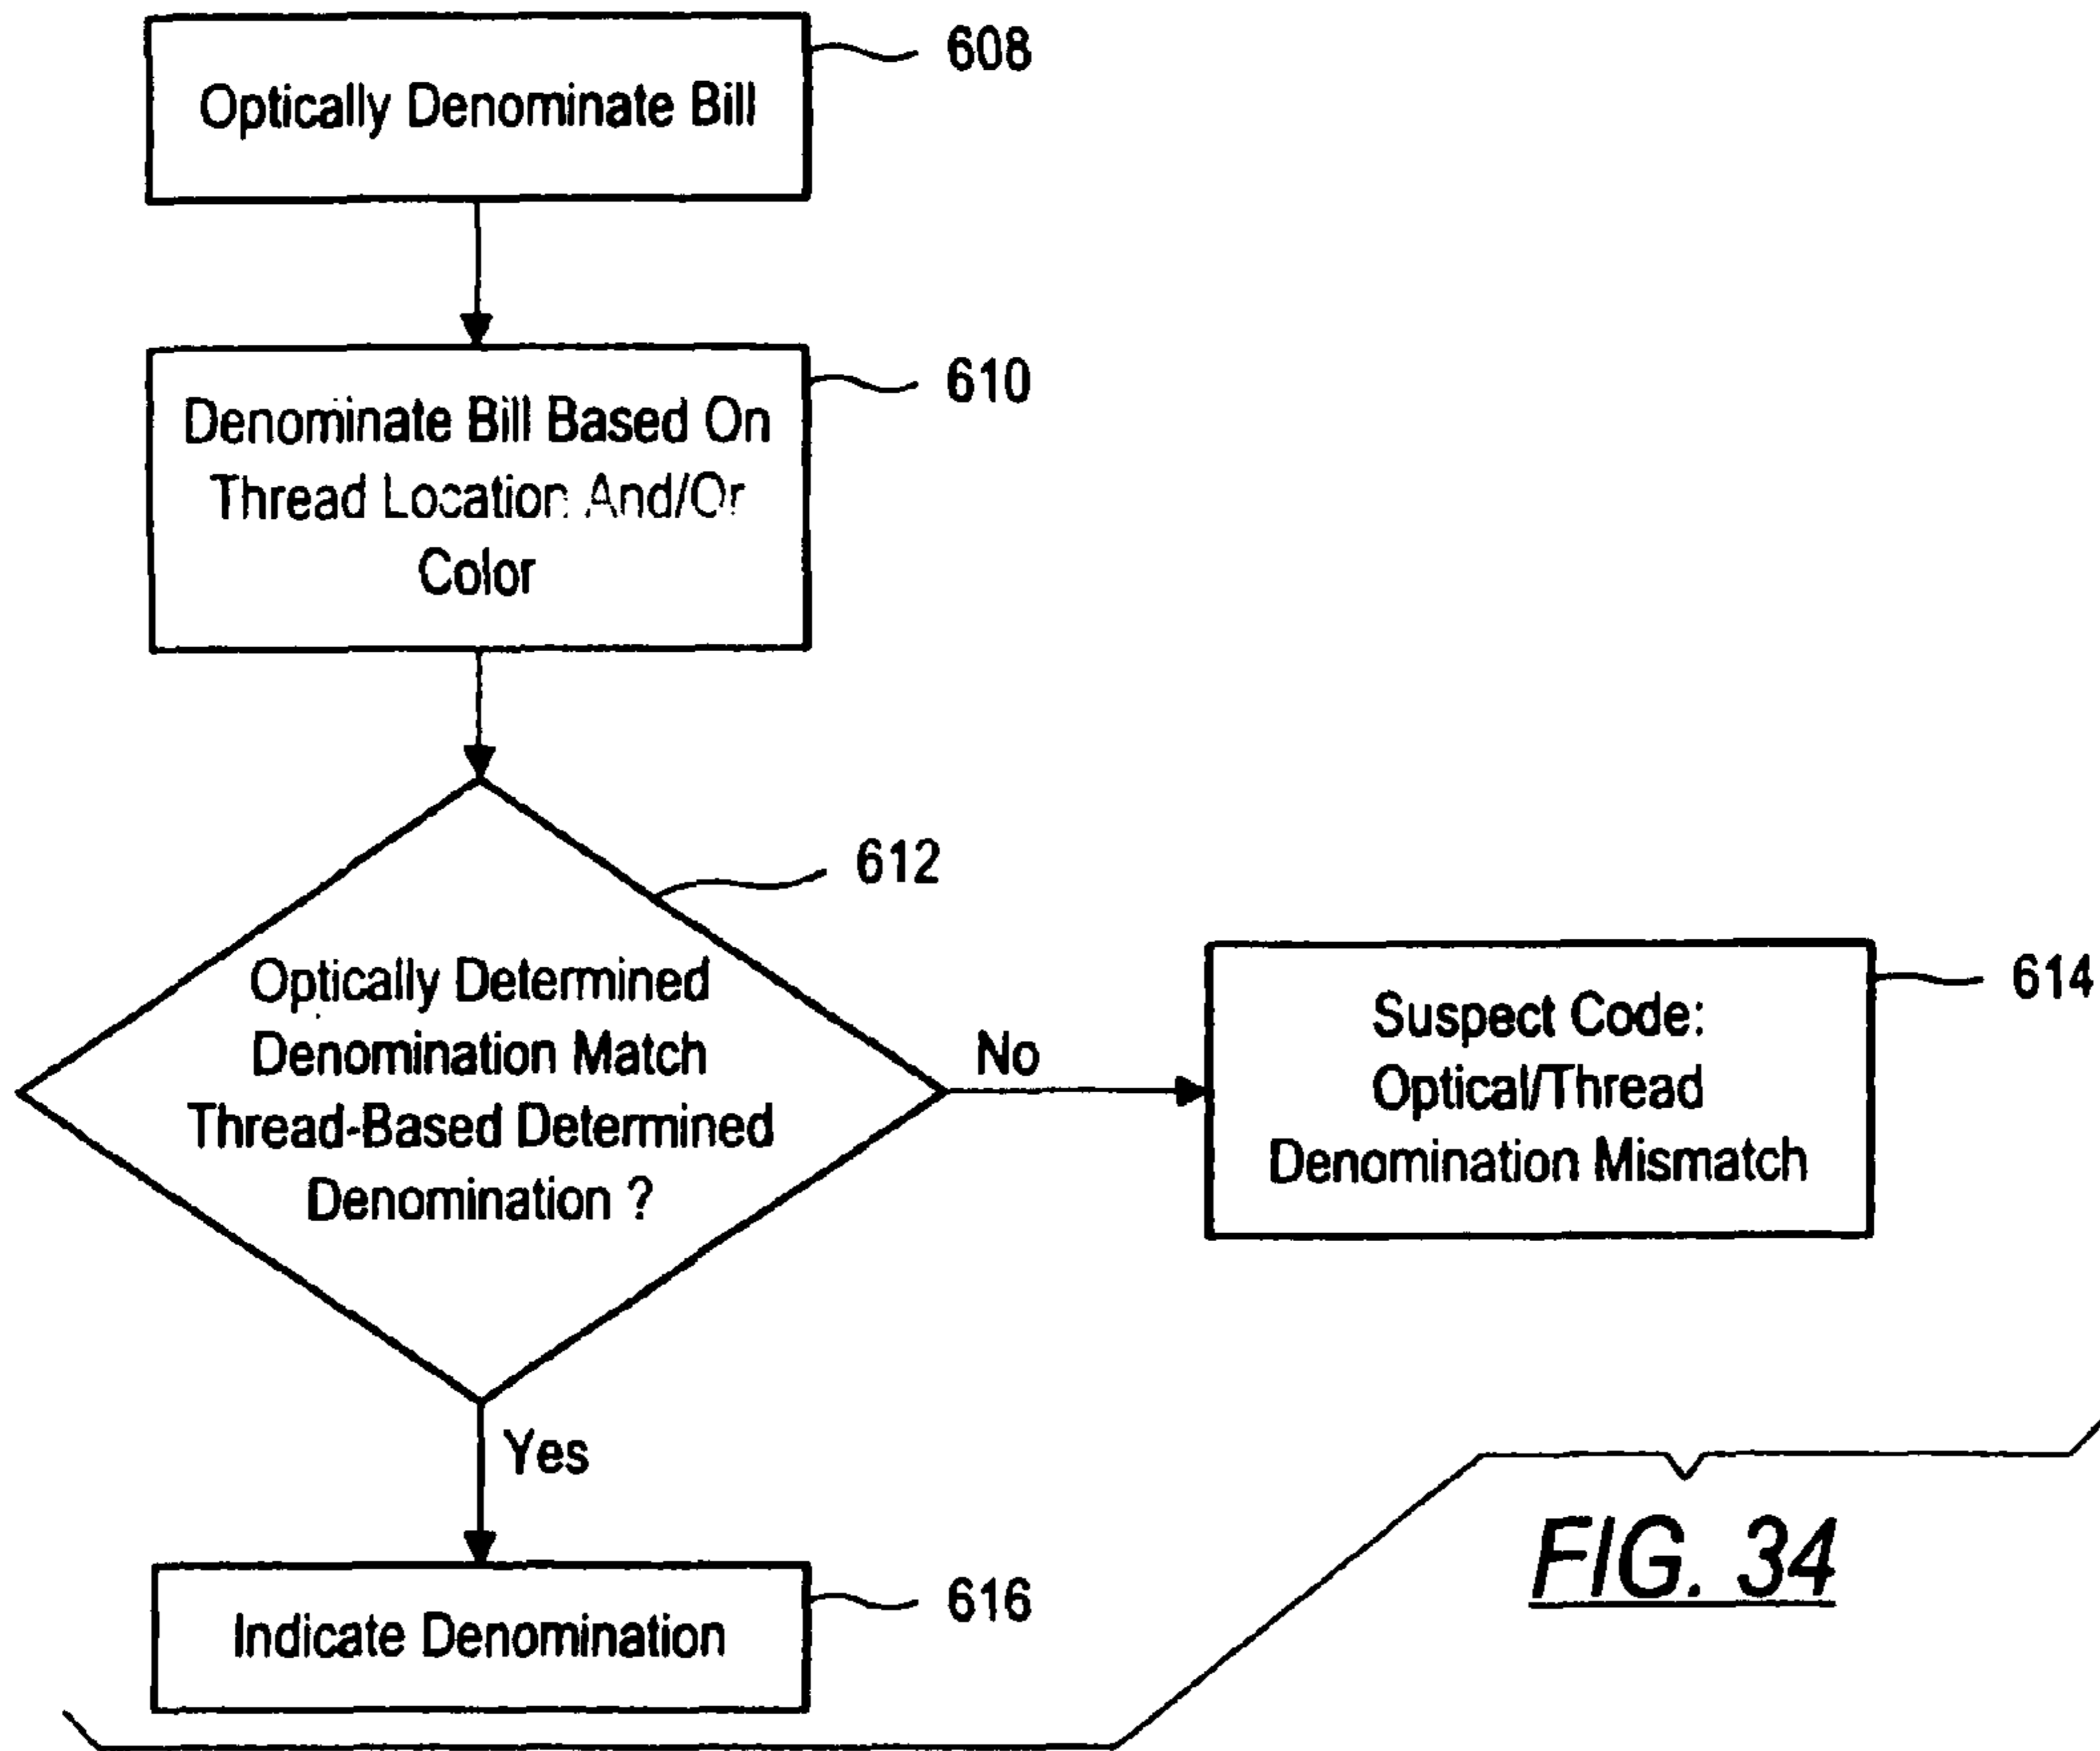 608
Optically Denominate Bill
610
Denominate Bill Based On
Thread Location And/Or
Color
612
Optically Determined
Denomination Match
Thread-Based Determined
Denomination ?
No
614
Suspect Code:
Optical/Thread
Denomination Mismatch
Yes
616
Indicate Denomination
FIG. 34